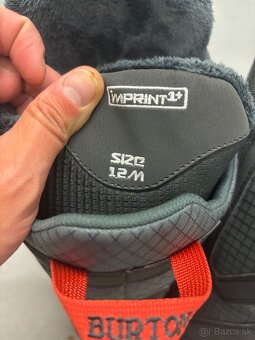 IMPRINT 1+
SIZE
12/M
BURTON
© Bazos.sk